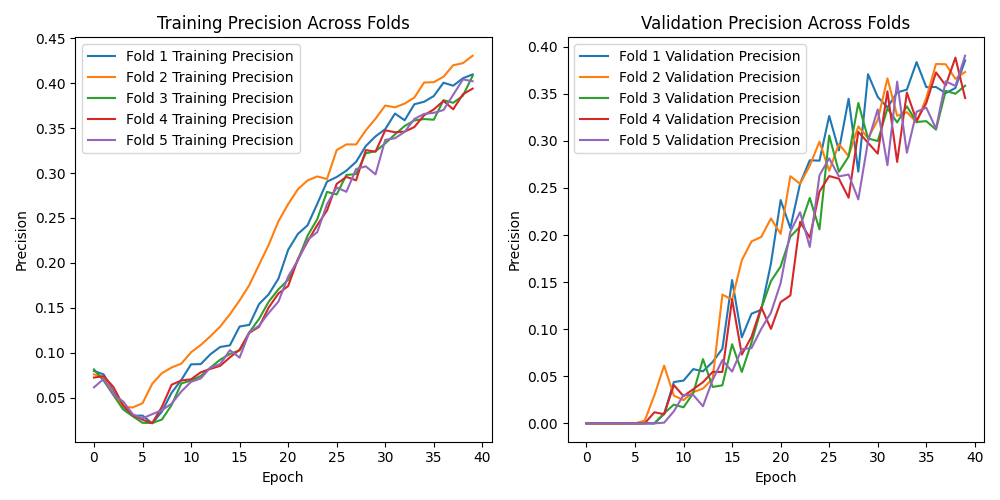 Training Precision Across Folds
0.45
0.40
0.35
0.30
0.25
0.20
0.15
0.10
0.05
Precision
Fold 1 Training Precision
Fold 2 Training Precision
Fold 3 Training Precision
Fold 4 Training Precision
Fold 5 Training Precision
0 5 10 15 20 25 30 35 40
Epoch
Validation Precision Across Folds
0.40
0.35
0.30
0.25
0.20
0.15
0.10
0.05
0.00
Precision
Fold 1 Validation Precision
Fold 2 Validation Precision
Fold 3 Validation Precision
Fold 4 Validation Precision
Fold 5 Validation Precision
0 5 10 15 20 25 30 35 40
Epoch